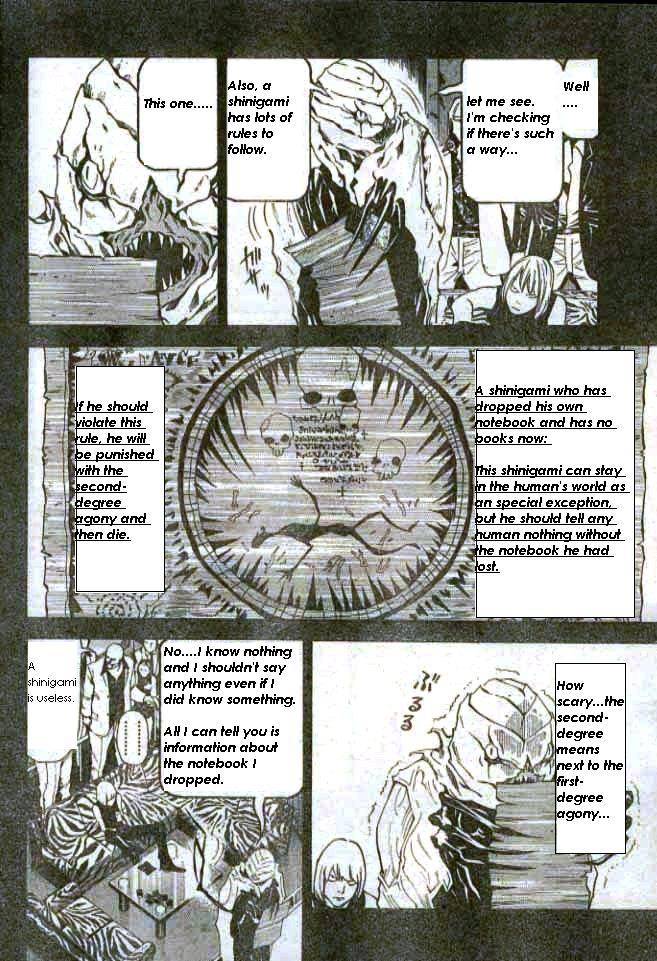 Well
....
let me see.
I'm checking
if there's such
a way...
Also, a
shinigami
has lots of
rules to
follow.
ガ
サッ
This one.....
A shinigami who has
dropped his own
notebook and has no
books now:
This shinigami can stay
in the human's world as
an special exception,
but he should tell any
human nothing without
the notebook he had
lost.
If he should
violate this
rule, he will
be punished
with the
second-
degree
agony and
then die.
How
scary...the
second-
degree
means
next to the
first-
degree
agony...
ぶるる
No....I know nothing
and I shouldn't say
anything even if I
did know something.
All I can tell you is
information about
the notebook I
dropped.
A
shinigami
is useless.